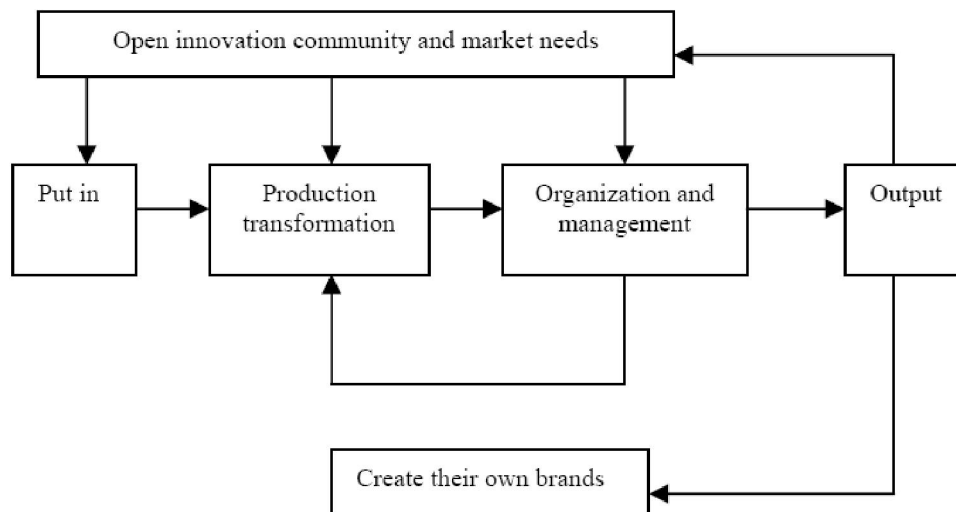 Open innovation community and market needs
Put in
Production
transformation
Organization and
management
Output
Create their own brands